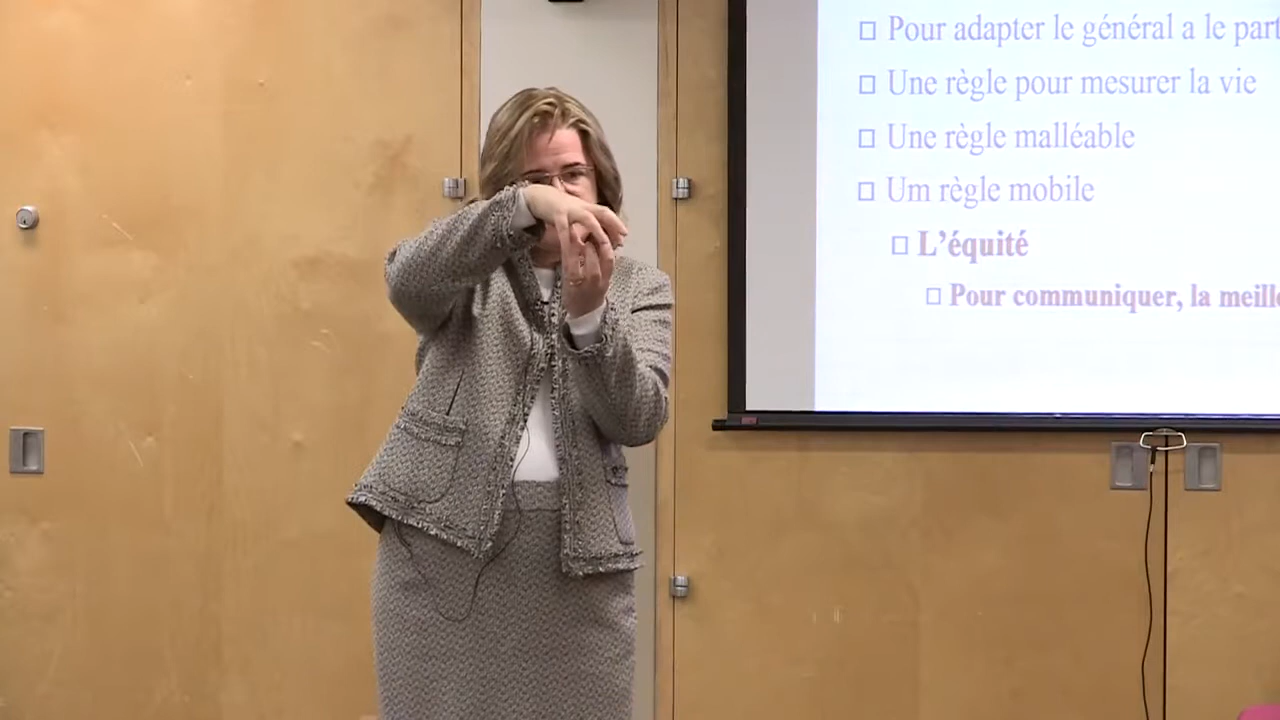 Pour adapter le général a le part
Une règle pour mesurer la vie
Une règle malléable
Um règle mobile
L'équité
Pour communiquer, la meill